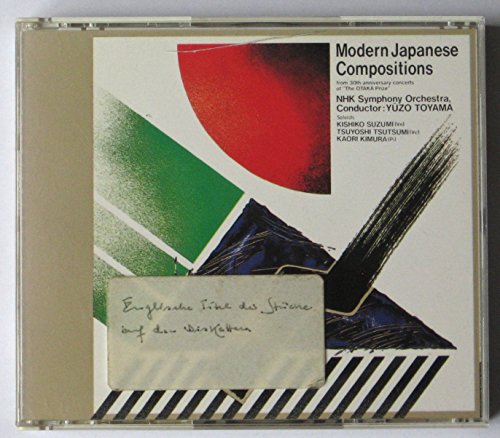 Modern Japanese
Compositions
from 30th anniversary concerts
at "The OTAKA Prize"
NHK Symphony Orchestra,
Conductor:YUZO TOYAMA
Soloists
KISHIKO SUZUMI(Vn)
TSUYOSHI TSUTSUMI(Vc)
KAORI KIMURA(Pf.)
Englische Titel der Stücke
auf den Diskatten